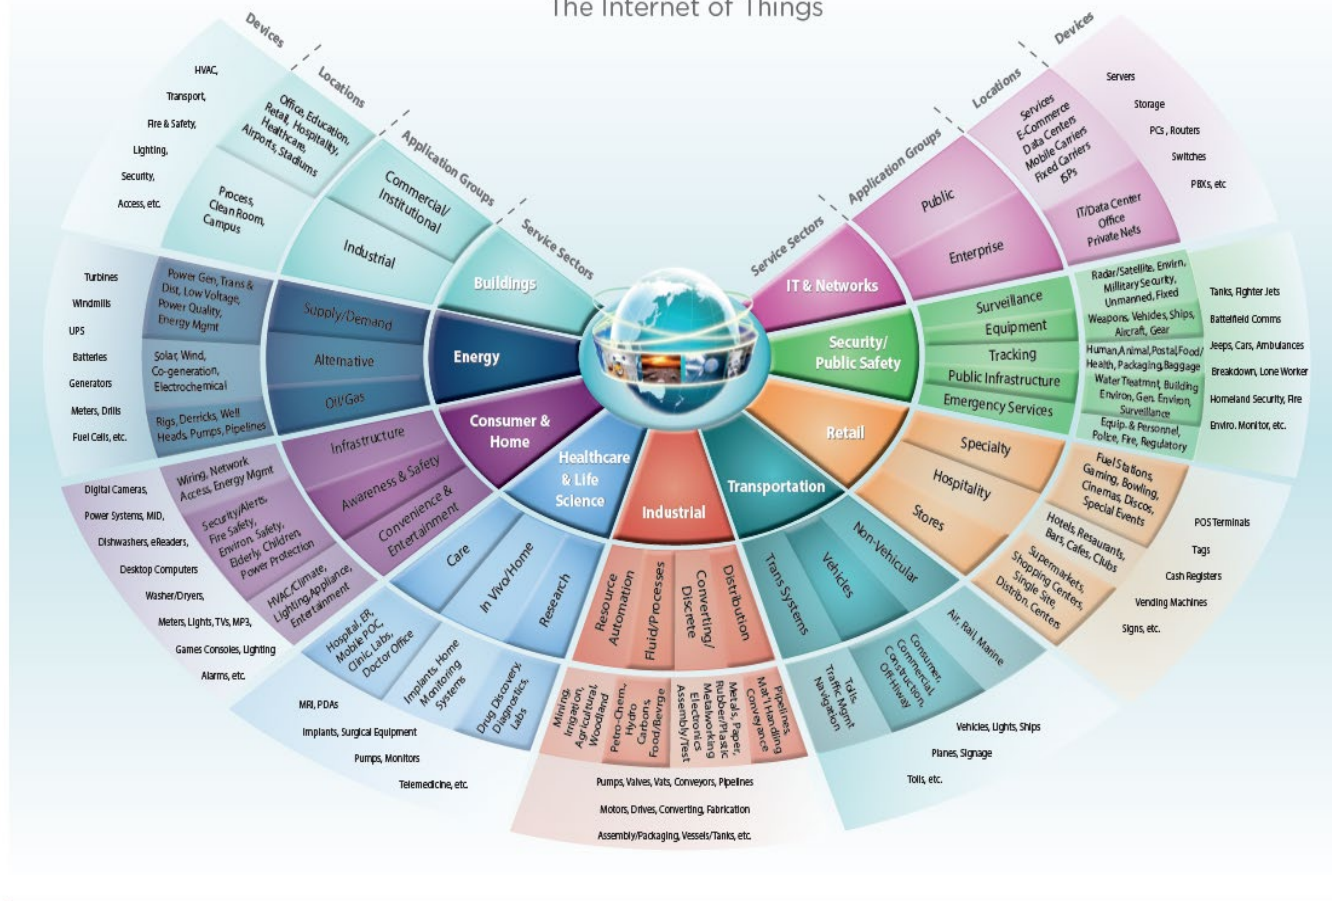 The Internet of Things
Devices
Locations
Application Groups
Service Sectors
Buildings
Commercial/
Institutional
Industrial
Office, Education,
Retail, Hospitality,
Healthcare,
Airports, Stadiums
Process,
Clean Room,
Campus
HVAC,
Transport,
Fire & Safety,
Lighting,
Security,
Access, etc.
Energy
Supply/Demand
Alternative
Oil/Gas
Power Gen, Trans &
Dist, Low Voltage,
Power Quality,
Energy Mgmt
Solar, Wind,
Co-generation,
Electrochemical
Rigs, Derricks, Well
Heads, Pumps, Pipelines
Turbines
Windmills
UPS
Batteries
Generators
Meters, Drills
Fuel Cells, etc.
Consumer &
Home
Infrastructure
Awareness & Safety
Convenience &
Entertainment
Wiring, Network
Access, Energy Mgmt
Security/Alerts,
Fire Safety,
Environ, Safety,
Elderly, Children,
Power Protection
HVAC/Climate,
Lighting,Appliance,
Entertainment
Digital Cameras,
Power Systems, MID,
Dishwashers, eReaders,
Desktop Computers
Washer/Dryers,
Meters, Lights, TVs, MP3,
Games Consoles, Lighting
Alarms, etc.
Healthcare
& Life
Science
Care
In Vivo/Home
Research
Hospital, ER,
Mobile POC,
Clinic, Labs,
Doctor Office
Implants, Home
Monitoring
Systems
Drug Discovery,
Diagnostics,
Labs
MRI, PDAs
Implants, Surgical Equipment
Pumps, Monitors
Telemedicine, etc.
Industrial
Resource
Automation
Fluid/Processes
Converting/
Discrete
Distribution
Mining,
Irrigation,
Agricultural,
Woodland
Petro-Chem.,
Hydro
Carbons,
Food/Bevrge
Metals, Paper,
Rubber/Plastic
Metalworking
Electronics
Assembly/Test
Pipelines,
Mat'l Handling
Conveyance
Pumps, Valves, Vats, Conveyors, Pipelines
Motors, Drives, Converting, Fabrication
Assembly/Packaging, Vessels/Tanks, etc.
Transportation
Trans Systems
Vehicles
Non-Vehicular
Tolls,
Traffic Mgmt
Navigation
Consumer,
Commercial,
Construction,
Off-Hiway
Air, Rail, Marine
Vehicles, Lights, Ships
Planes, Signage
Tolls, etc.
Retail
Specialty
Hospitality
Stores
Fuel Stations,
Gaming, Bowling,
Cinemas, Discos,
Special Events
Hotels, Resaurants,
Bars, Cafes, Clubs
Supermarkets,
Shopping Centers,
Single Site,
Distribn, Centers
POS Terminals
Tags
Cash Registers
Vending Machines
Signs, etc.
Security/
Public Safety
Surveillance
Equipment
Tracking
Public Infrastructure
Emergency Services
Radar/Satellite, Envirn,
Millitary Security,
Unmanned, Fixed
Weapons, Vehides, Ships,
Aircraft, Gear
Human,Animal,Postal,Food/
Health, Packaging,Baggage
Water Treatmnt, Building
Environ, Gen. Environ,
Surveillance
Equip. & Personnel,
Police, Fire, Regulatory
Tanks, Fighter Jets
Battelfield Comms
Jeeps, Cars, Ambulances
Breakdown, Lone Worker
Homeland Security, Fire
Enviro. Monitor, etc.
IT & Networks
Public
Enterprise
Services
E-Commerce
Data Centers
Mobile Carriers
Fixed Carriers
ISPs
IT/Data Center
Office
Private Nets
Servers
Storage
PCs , Routers
Switches
PBXs, etc
Service Sectors
Application Groups
Locations
Devices